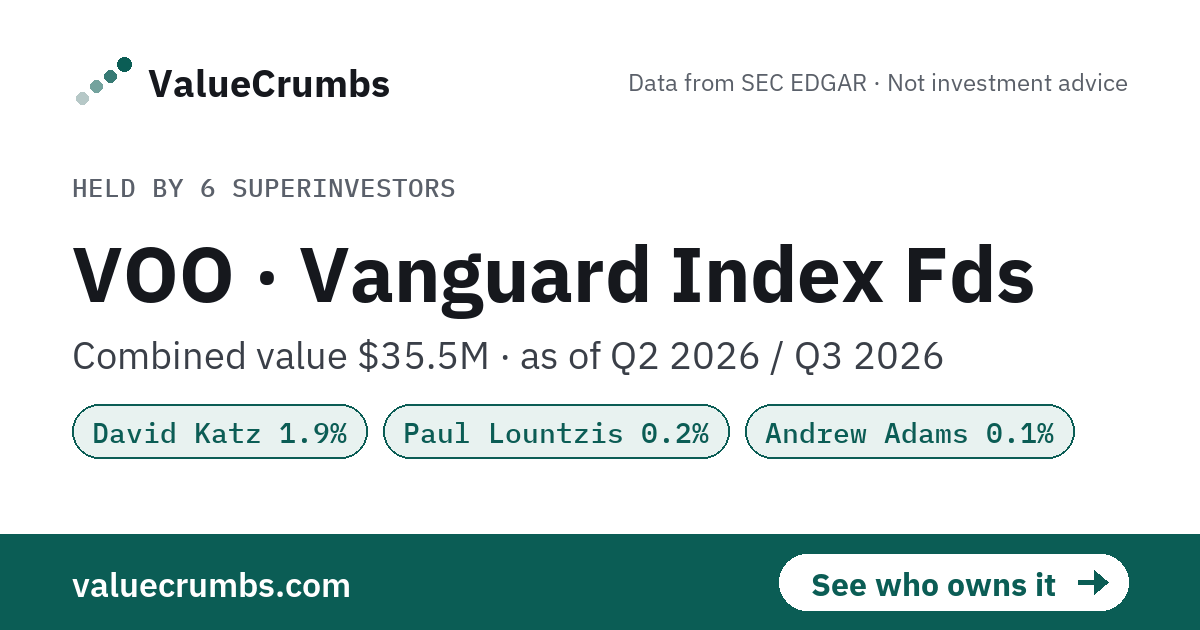 ValueCrumbs
Data from SEC EDGAR · Not investment advice
HELD BY 6 SUPERINVESTORS
VOO · Vanguard Index Fds
Combined value $35.5M · as of Q2 2026 / Q3 2026
David Katz 1.9% Paul Lountzis 0.2% Andrew Adams 0.1%
valuecrumbs.com
See who owns it →